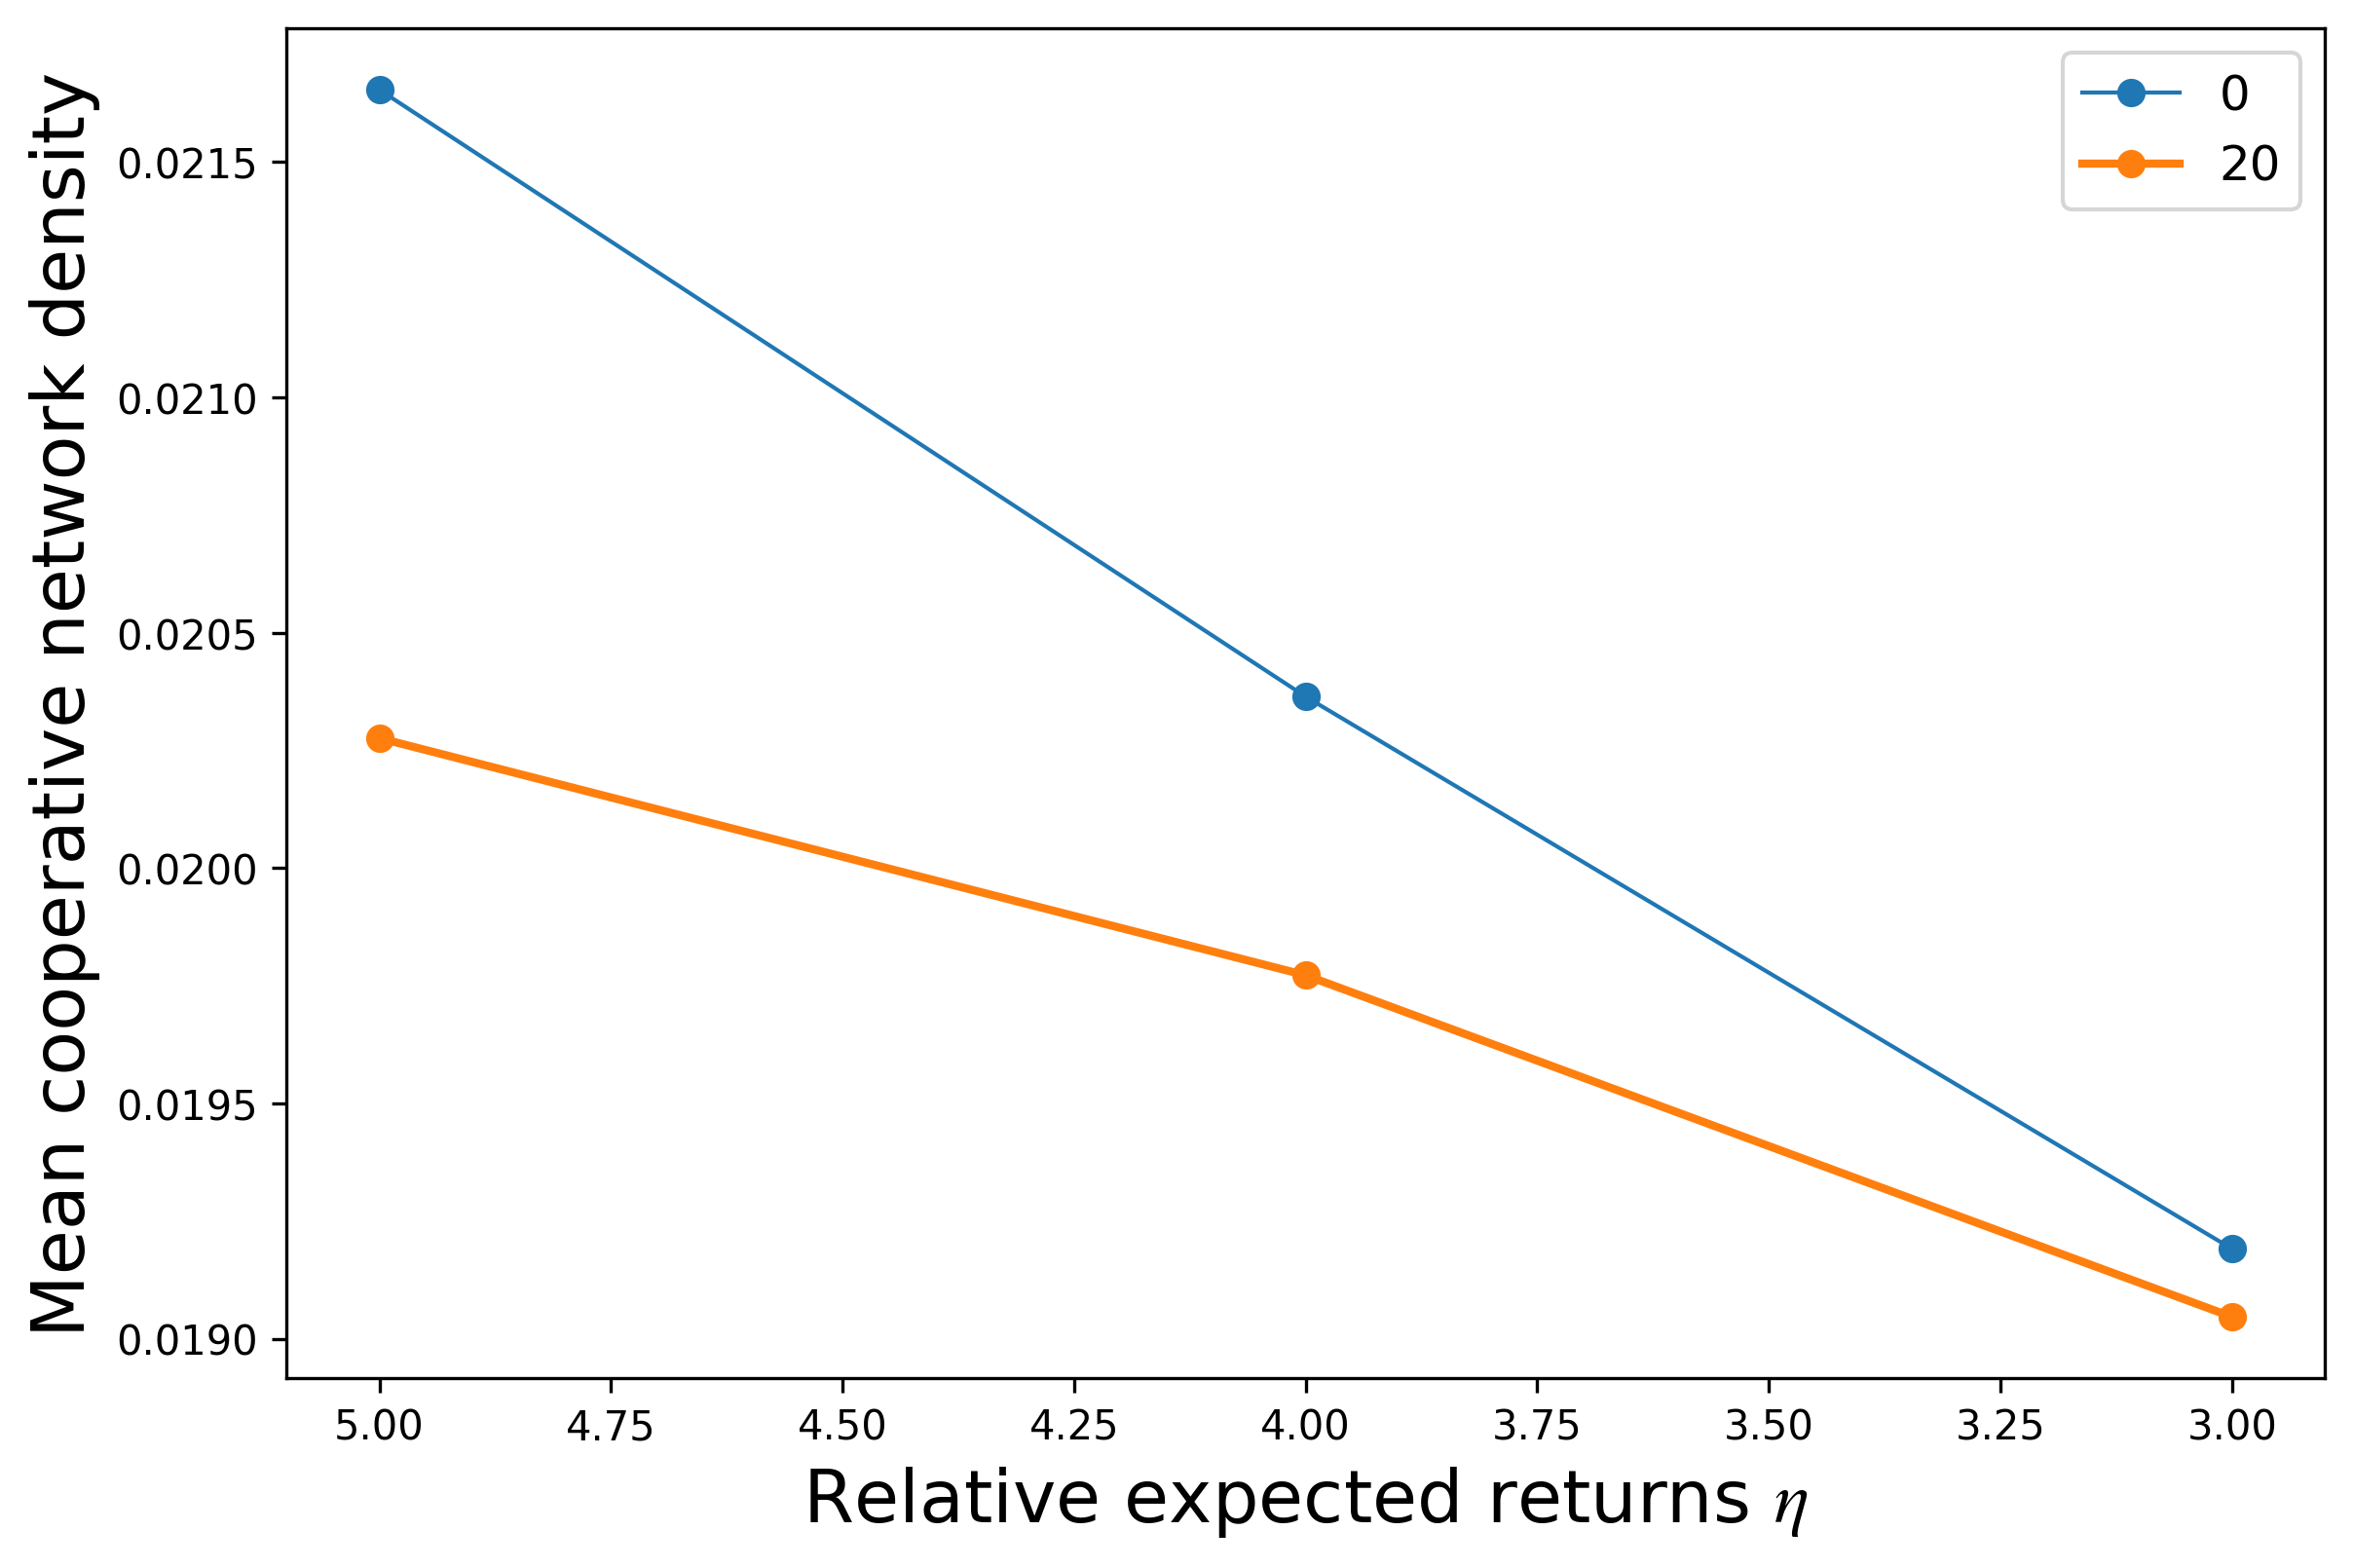 Mean cooperative network density
0.0215
0.0210
0.0205
0.0200
0.0195
0.0190
0
20
5.00 4.75 4.50 4.25 4.00 3.75 3.50 3.25 3.00
Relative expected returns η